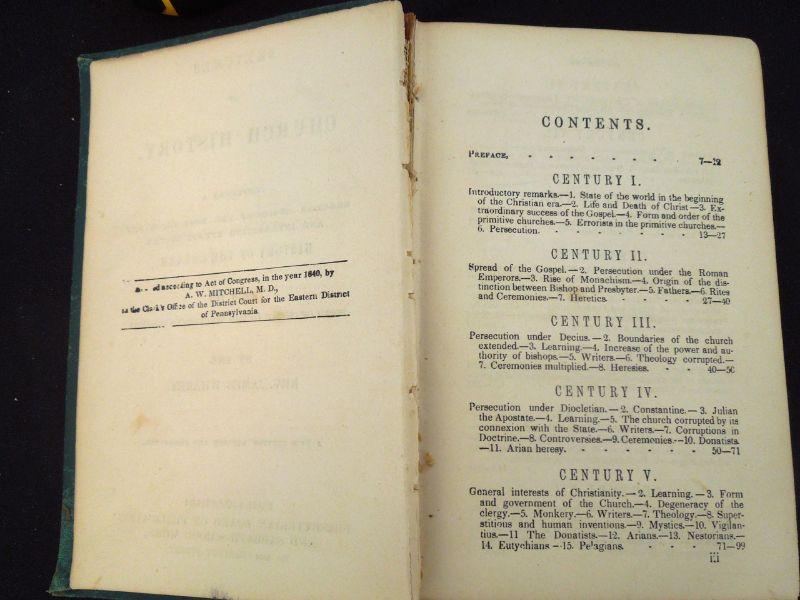 CHURCH HISTORY,
ed according to Act of Congress, in the year 1840, by
A. W. MITCHELL, M. D.,
in the Clerk's Office of the District Court for the Eastern District
of Pennsylvania
CONTENTS.
PREFACE, - - - - - - - 7—12
CENTURY I.
Introductory remarks.—1. State of the world in the beginning
of the Christian era.—2. Life and Death of Christ—3. Ex-
traordinary success of the Gospel.—4. Form and order of the
primitive churches.—5. Errorists in the primitive churches.—
6. Persecution. - - - - - - - 13—27
CENTURY II.
Spread of the Gospel.—2. Persecution under the Roman
Emperors.—3. Rise of Monachism.—4. Origin of the dis-
tinction between Bishop and Presbyter.—5. Fathers.—6. Rites
and Ceremonies.—7. Heretics. - - - - - 27—40
CENTURY III.
Persecution under Decius.—2. Boundaries of the church
extended.—3. Learning.—4. Increase of the power and au-
thority of bishops.—5. Writers.—6. Theology corrupted.—
7. Ceremonies multiplied.—8. Heresies. - - 40—50
CENTURY IV.
Persecution under Diocletian.—2. Constantine.—3. Julian
the Apostate.—4. Learning.—5. The church corrupted by its
connexion with the State.—6. Writers.—7. Corruptions in
Doctrine.—8. Controversies.—9. Ceremonies.—10. Donatists
—11. Arian heresy. - - - - - - - 50—71
CENTURY V.
General interests of Christianity.—2. Learning.—3. Form
and government of the Church.—4. Degeneracy of the
clergy.—5. Monkery.—6. Writers.—7. Theology.—8. Super-
stitions and human inventions.—9. Mystics.—10. Vigilan-
tius.—11 The Donatists.—12. Arians.—13. Nestorians.—
14. Eutychians—15. Pelagians. - - - 71—99
iii